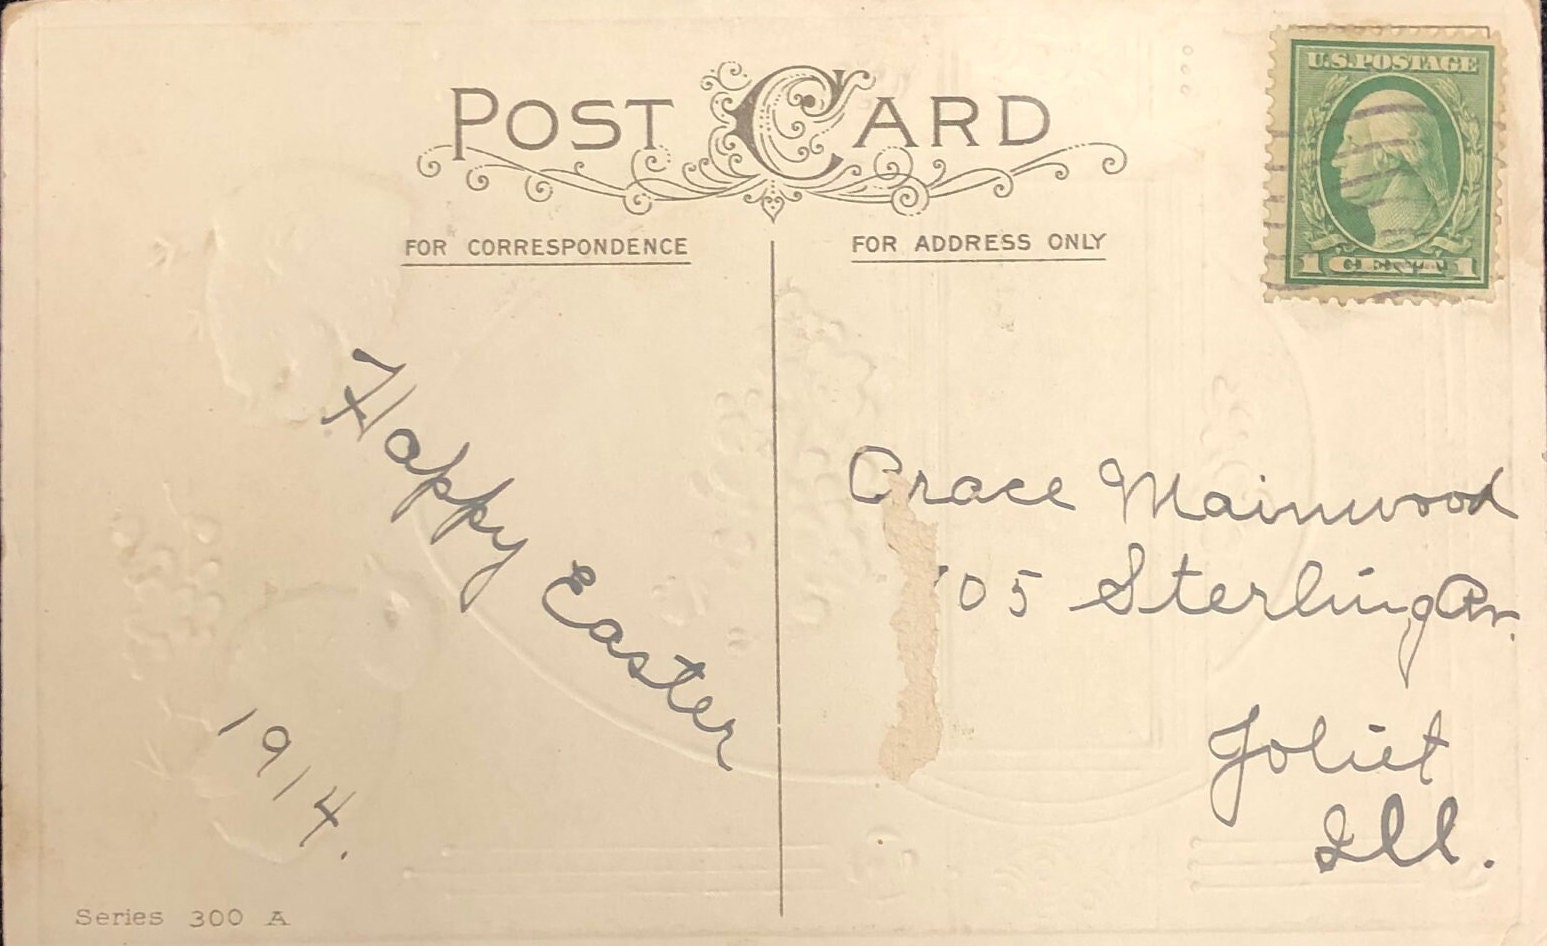 POST CARD
FOR CORRESPONDENCE
FOR ADDRESS ONLY
U.S. POSTAGE
1 1
Happy Easter
1914.
Grace Mainwood
05 Sterling Av.
Joliet
Ill.
Series 300 A